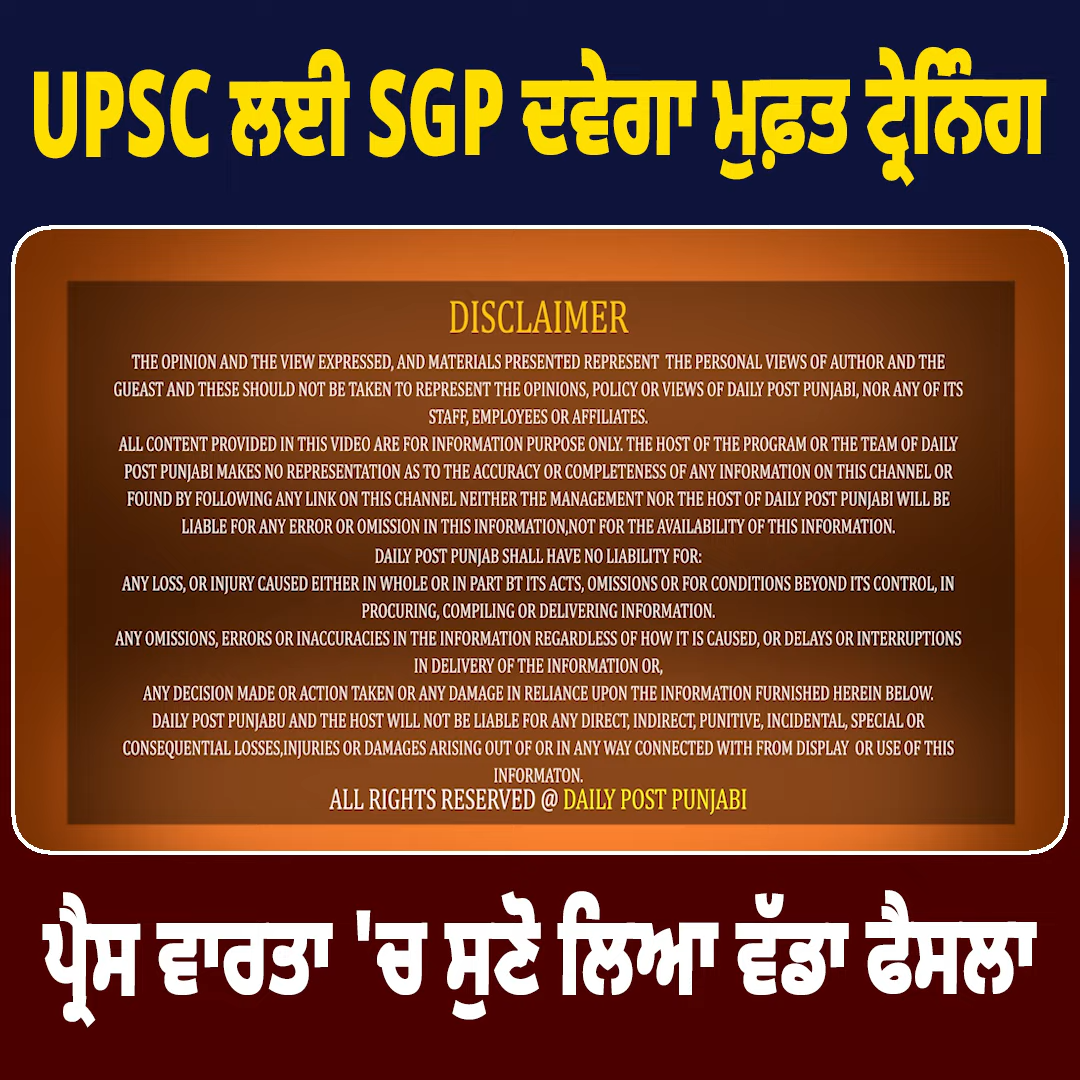 UPSC ਲਈ SGP ਦਵੇਗਾ ਮੁਫ਼ਤ ਟ੍ਰੇਨਿੰਗ
DISCLAIMER
THE OPINION AND THE VIEW EXPRESSED, AND MATERIALS PRESENTED REPRESENT THE PERSONAL VIEWS OF AUTHOR AND THE
GUEAST AND THESE SHOULD NOT BE TAKEN TO REPRESENT THE OPINIONS, POLICY OR VIEWS OF DAILY POST PUNJABI, NOR ANY OF ITS
STAFF, EMPLOYEES OR AFFILIATES.
ALL CONTENT PROVIDED IN THIS VIDEO ARE FOR INFORMATION PURPOSE ONLY. THE HOST OF THE PROGRAM OR THE TEAM OF DAILY
POST PUNJABI MAKES NO REPRESENTATION AS TO THE ACCURACY OR COMPLETENESS OF ANY INFORMATION ON THIS CHANNEL OR
FOUND BY FOLLOWING ANY LINK ON THIS CHANNEL NEITHER THE MANAGEMENT NOR THE HOST OF DAILY POST PUNJABI WILL BE
LIABLE FOR ANY ERROR OR OMISSION IN THIS INFORMATION,NOT FOR THE AVAILABILITY OF THIS INFORMATION.
DAILY POST PUNJAB SHALL HAVE NO LIABILITY FOR:
ANY LOSS, OR INJURY CAUSED EITHER IN WHOLE OR IN PART BT ITS ACTS, OMISSIONS OR FOR CONDITIONS BEYOND ITS CONTROL, IN
PROCURING, COMPILING OR DELIVERING INFORMATION.
ANY OMISSIONS, ERRORS OR INACCURACIES IN THE INFORMATION REGARDLESS OF HOW IT IS CAUSED, OR DELAYS OR INTERRUPTIONS
IN DELIVERY OF THE INFORMATION OR,
ANY DECISION MADE OR ACTION TAKEN OR ANY DAMAGE IN RELIANCE UPON THE INFORMATION FURNISHED HEREIN BELOW.
DAILY POST PUNJABU AND THE HOST WILL NOT BE LIABLE FOR ANY DIRECT, INDIRECT, PUNITIVE, INCIDENTAL, SPECIAL OR
CONSEQUENTIAL LOSSES,INJURIES OR DAMAGES ARISING OUT OF OR IN ANY WAY CONNECTED WITH FROM DISPLAY OR USE OF THIS
INFORMATON.
ALL RIGHTS RESERVED @ DAILY POST PUNJABI
ਪ੍ਰੈਸ ਵਾਰਤਾ 'ਚ ਸੁਣੋ ਲਿਆ ਵੱਡਾ ਫੈਸਲਾ